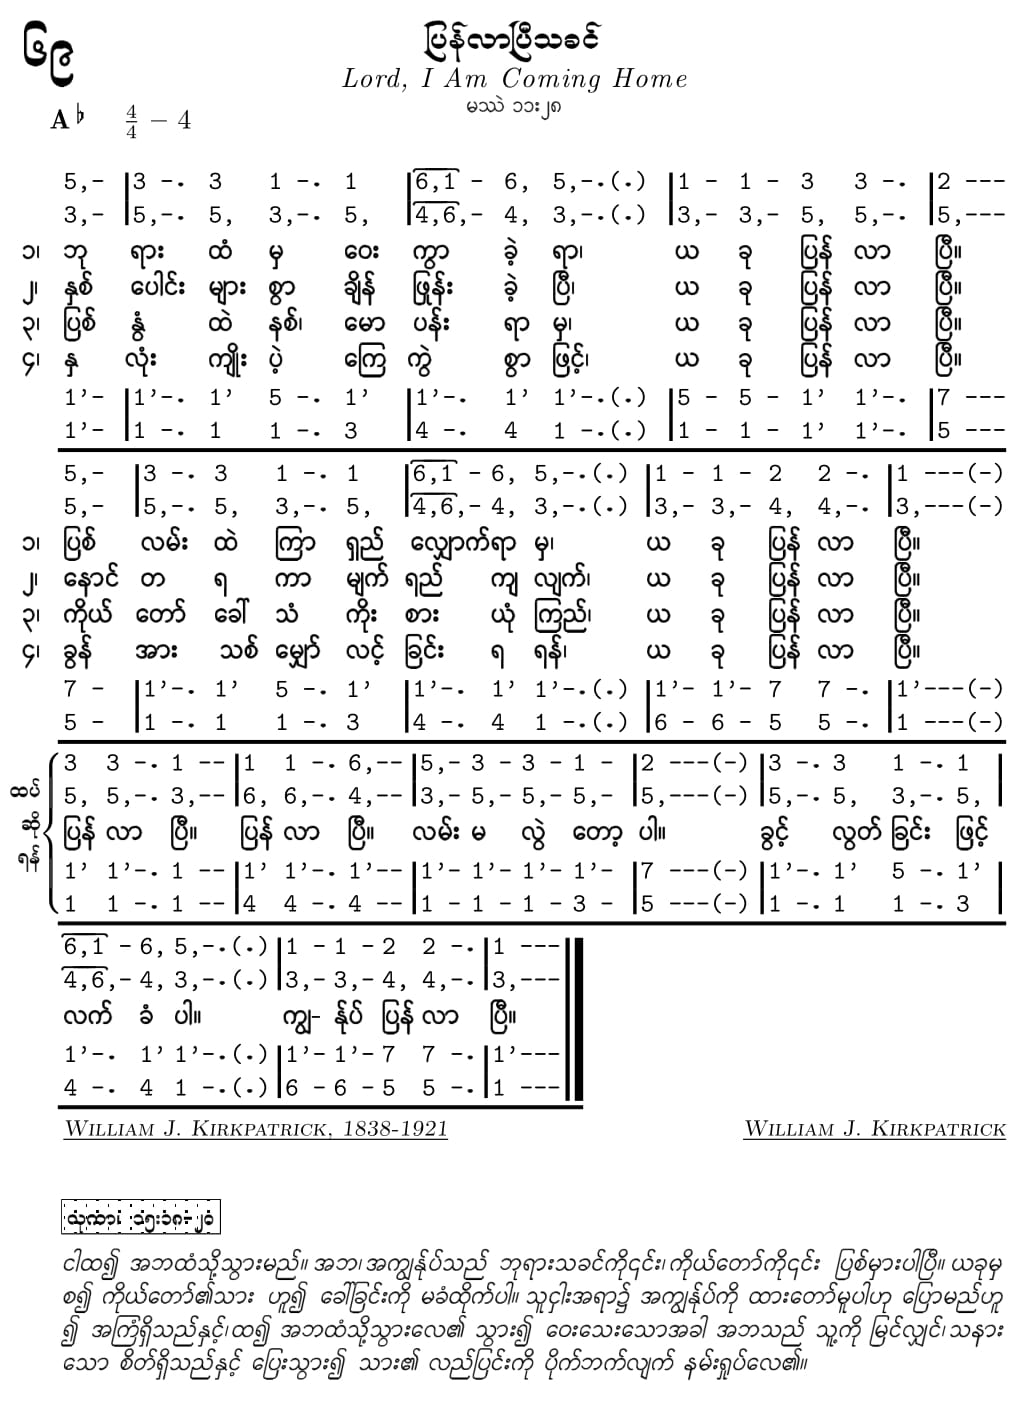 ၆၉
ပြန်လာပြီသခင်
Lord, I Am Coming Home
မဿဲ ၁၁း၂၈
A♭ 4/4 – 4
5,- |3 -. 3 1 -. 1 |6,1 - 6, 5,-.(.) |1 - 1 - 3 3 -. |2 ---
3,- |5,-. 5, 3,-. 5, |4,6,- 4, 3,-.(.) |3,- 3,- 5, 5,-. |5,---
၁၊ ဘု ရား ထံ မှ ဝေး ကွာ ခဲ့ ရာ၊ ယ ခု ပြန် လာ ပြီ။
၂၊ နှစ် ပေါင်း များ စွာ ချိန် ဖြုန်း ခဲ့ ပြီ၊ ယ ခု ပြန် လာ ပြီ။
၃၊ ပြစ် နွံ ထဲ နစ်၊ မော ပန်း ရာ မှ၊ ယ ခု ပြန် လာ ပြီ။
၄၊ နှ လုံး ကျိုး ပဲ့ ကြေ ကွဲ စွာ ဖြင့်၊ ယ ခု ပြန် လာ ပြီ။
1’- |1’-. 1’ 5 -. 1’ |1’-. 1’ 1’-.(.) |5 - 5 - 1’ 1’-. |7 ---
1’- |1 -. 1 1 -. 3 |4 -. 4 1 -.(.) |1 - 1 - 1’ 1’-. |5 ---
5,- |3 -. 3 1 -. 1 |6,1 - 6, 5,-.(.) |1 - 1 - 2 2 -. |1 ---(-)
5,- |5,-. 5, 3,-. 5, |4,6,- 4, 3,-.(.) |3,- 3,- 4, 4,-. |3,---(-)
၁၊ ပြစ် လမ်း ထဲ ကြာ ရှည် လျှောက်ရာ မှ၊ ယ ခု ပြန် လာ ပြီ။
၂၊ နောင် တ ရ ကာ မျက် ရည် ကျ လျက်၊ ယ ခု ပြန် လာ ပြီ။
၃၊ ကိုယ် တော် ခေါ် သံ ကိုး စား ယုံ ကြည်၊ ယ ခု ပြန် လာ ပြီ။
၄၊ ခွန် အား သစ် မျှော် လင့် ခြင်း ရ ရန်၊ ယ ခု ပြန် လာ ပြီ။
7 - |1’-. 1’ 5 -. 1’ |1’-. 1’ 1’-.(.) |1’- 1’- 7 7 -. |1’---(-)
5 - |1 -. 1 1 -. 3 |4 -. 4 1 -.(.) |6 - 6 - 5 5 -. |1 ---(-)
ထပ်ဆိုရန်
3 3 -. 1 -- |1 1 -. 6,-- |5,- 3 - 3 - 1 - |2 ---(-) |3 -. 3 1 -. 1 |
5, 5,-. 3,-- |6, 6,-. 4,-- |3,- 5,- 5,- 5,- |5,---(-) |5,-. 5, 3,-. 5, |
ပြန် လာ ပြီ။ ပြန် လာ ပြီ။ လမ်း မ လွဲ တော့ ပါ။ ခွင့် လွတ် ခြင်း ဖြင့်
1’ 1’-. 1 -- |1’ 1’-. 1’-- |1’- 1’- 1’- 1’- |7 ---(-) |1’-. 1’ 5 -. 1’ |
1 1 -. 1 -- |4 4 -. 4 -- |1 - 1 - 1 - 3 - |5 ---(-) |1 -. 1 1 -. 3 |
6,1 - 6, 5,-.(.) |1 - 1 - 2 2 -. |1 ---
4,6,- 4, 3,-.(.) |3,- 3,- 4, 4,-. |3,---
လက် ခံ ပါ။ ကျွ- န်ုပ် ပြန် လာ ပြီ။
1’-. 1’ 1’-.(.) |1’- 1’- 7 7 -. |1’---
4 -. 4 1 -.(.) |6 - 6 - 5 5 -. |1 ---
William J. Kirkpatrick, 1838-1921 William J. Kirkpatrick
လုကာ၊ ၁၅း၁၈-၂၀
ငါထ၍ အဘထံသို့သွားမည်။ အဘ၊ အကျွန်ုပ်သည် ဘုရားသခင်ကို၎င်း၊ ကိုယ်တော်ကို၎င်း ပြစ်မှားပါပြီ။ ယခုမှ
စ၍ ကိုယ်တော်၏သား ဟူ၍ ခေါ်ခြင်းကို မခံထိုက်ပါ။ သူငှါးအရာ၌ အကျွန်ုပ်ကို ထားတော်မူပါဟု ပြောမည်ဟူ
၍ အကြံရှိသည်နှင့်၊ ထ၍ အဘထံသို့သွားလေ၏ သွား၍ ဝေးသေးသောအခါ အဘသည် သူ့ကို မြင်လျှင်၊ သနား
သော စိတ်ရှိသည်နှင့် ပြေးသွား၍ သား၏ လည်ပြင်းကို ပိုက်ဘက်လျက် နမ်းရှုပ်လေ၏။